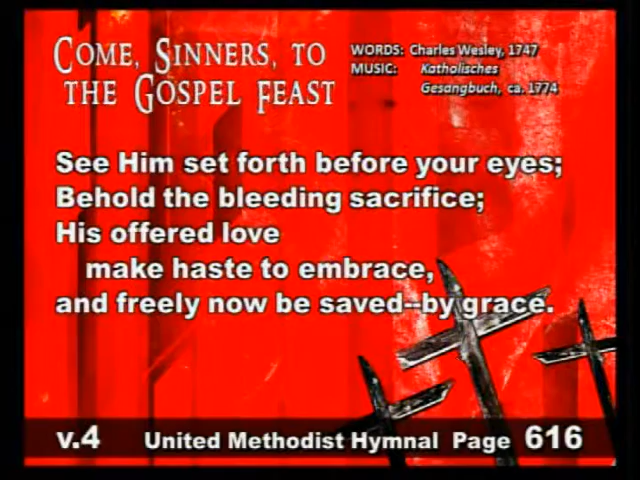 COME, SINNERS, TO
THE GOSPEL FEAST
WORDS: Charles Wesley, 1747
MUSIC: Katholisches
Gesangbuch, ca. 1774
See Him set forth before your eyes;
Behold the bleeding sacrifice;
His offered love
make haste to embrace,
and freely now be saved--by grace.
v.4 United Methodist Hymnal Page 616